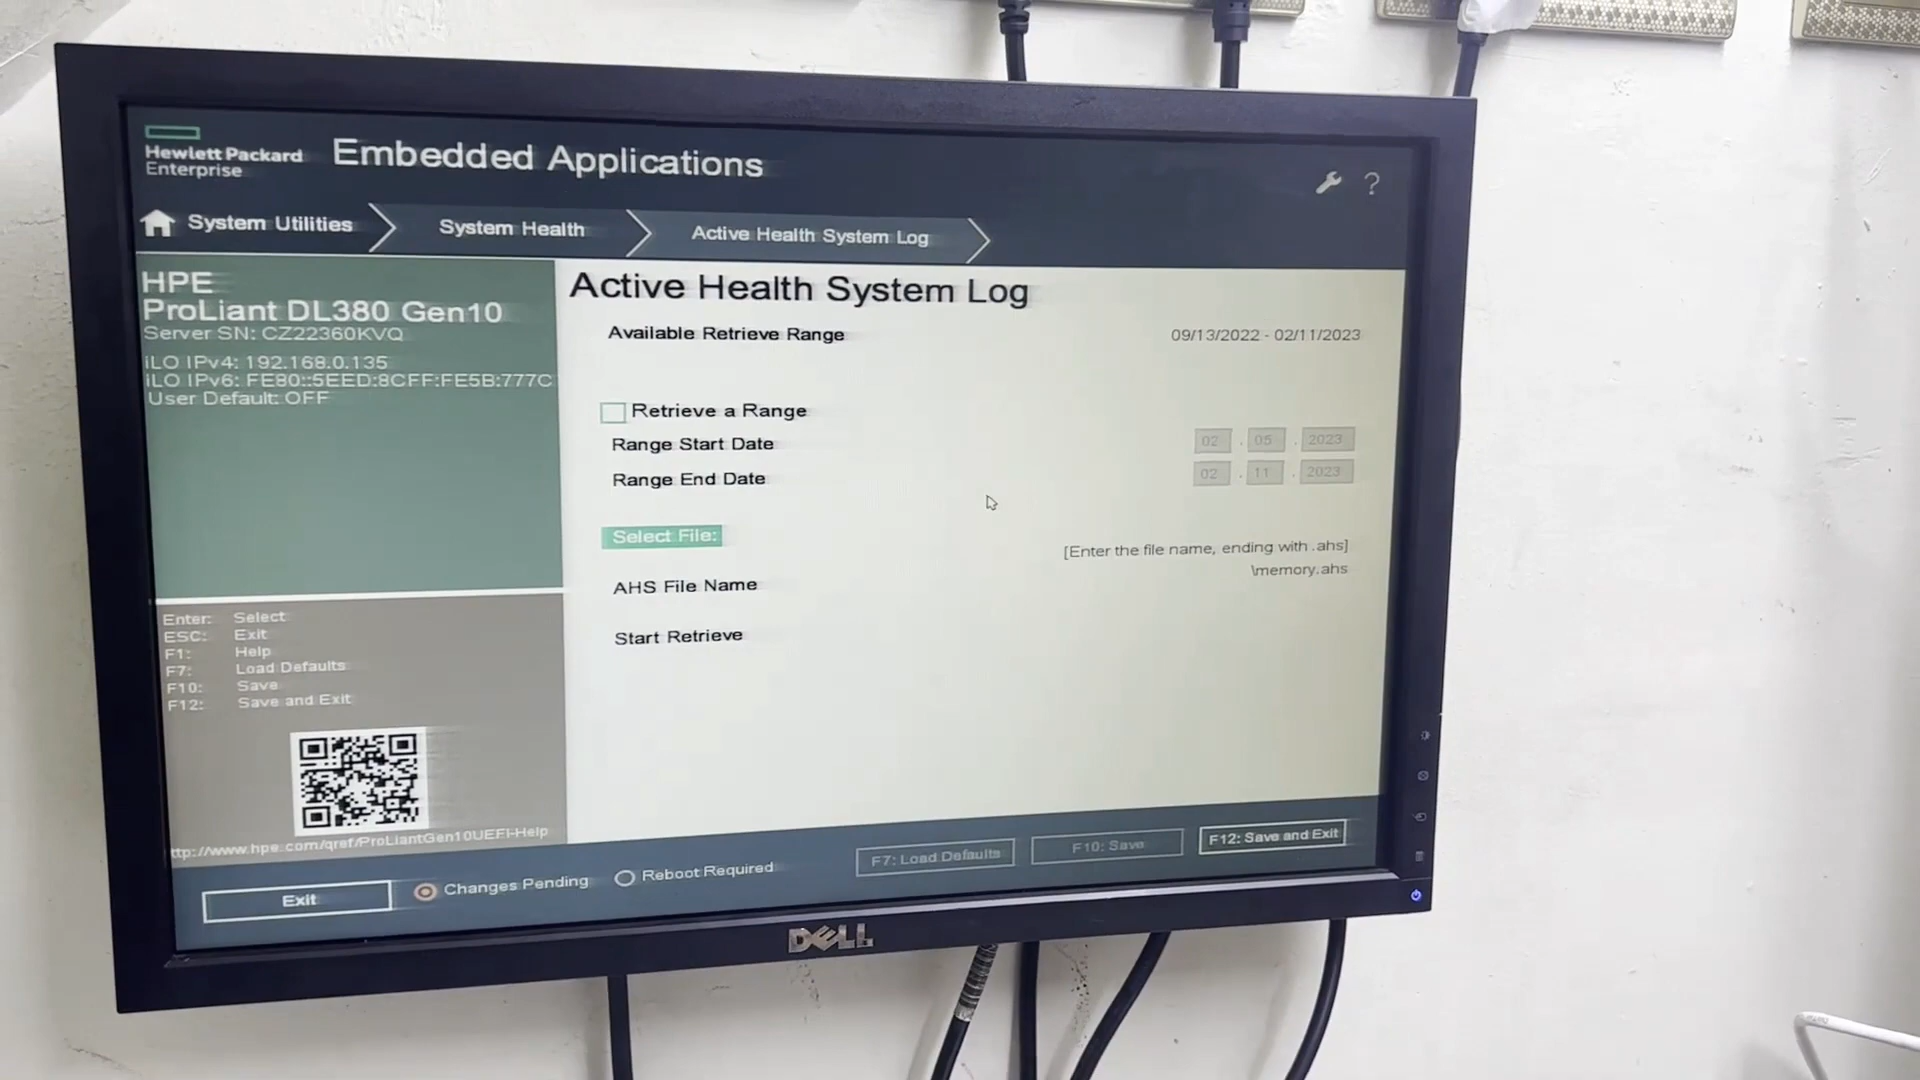 Hewlett Packard
Enterprise
Embedded Applications
?
System Utilities
System Health
Active Health System Log
HPE
ProLiant DL380 Gen10
Server SN: CZ22360KVQ
iLO IPv4: 192.168.0.135
iLO IPv6: FE80::5EED:8CFF:FE5B:777C
User Default: OFF
Enter: Select
ESC: Exit
F1: Help
F7: Load Defaults
F10: Save
F12: Save and Exit
ttp://www.hpe.com/qref/ProLiantGen10UEFI-Help
Active Health System Log
Available Retrieve Range 09/13/2022 - 02/11/2023
Retrieve a Range
Range Start Date 02 . 05 . 2023
Range End Date 02 . 11 . 2023
Select File:
[Enter the file name, ending with .ahs]
AHS File Name \memory.ahs
Start Retrieve
Exit
Changes Pending
Reboot Required
F7: Load Defaults
F10: Save
F12: Save and Exit
DELL